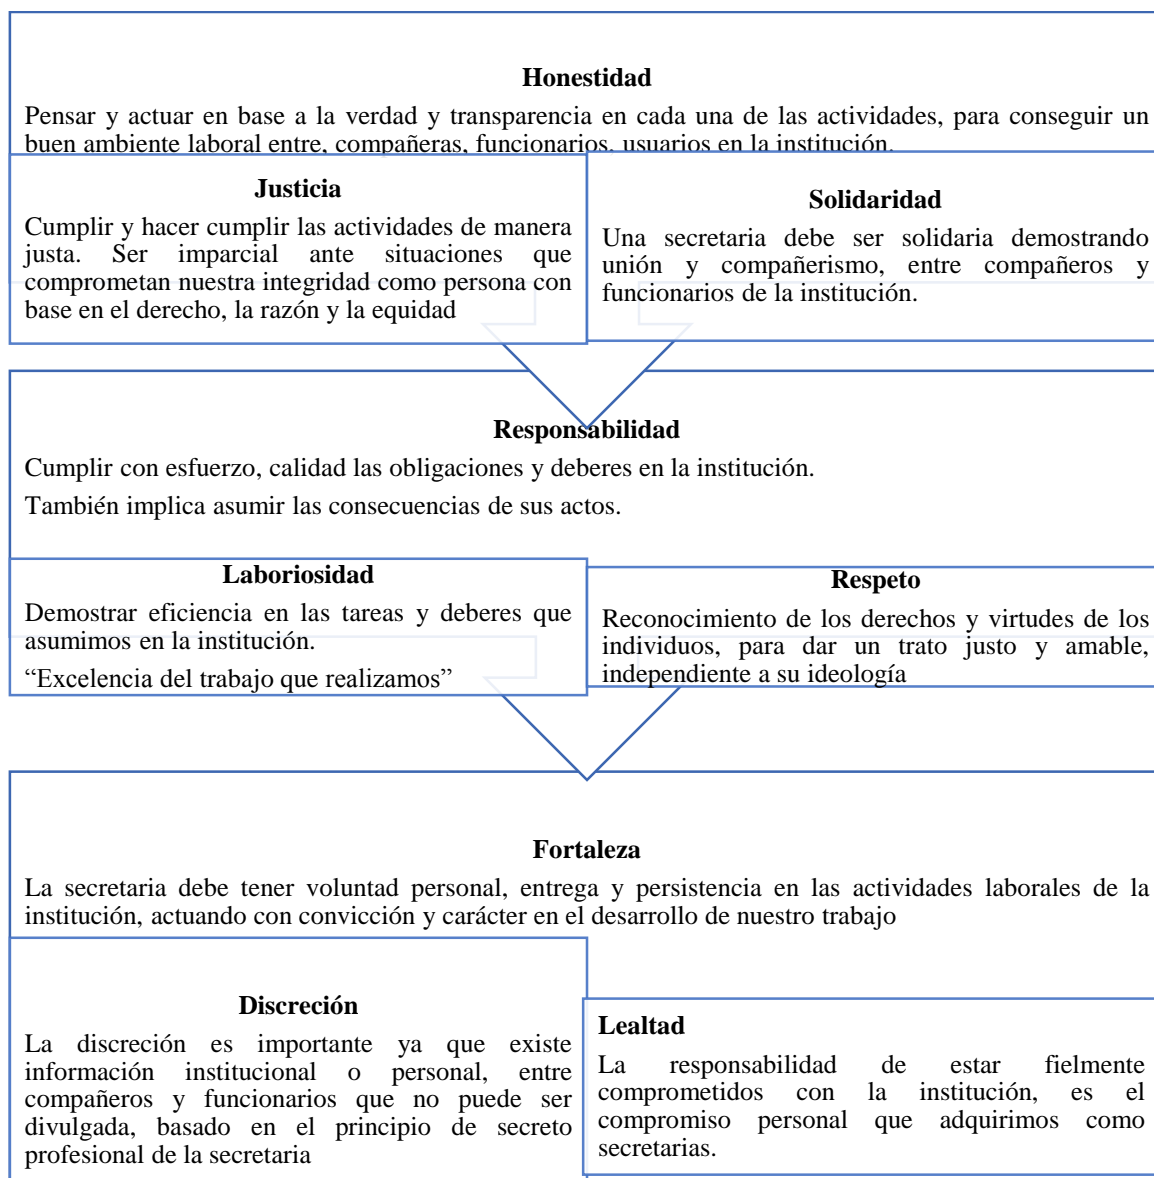 Honestidad
Pensar y actuar en base a la verdad y transparencia en cada una de las actividades, para conseguir un
buen ambiente laboral entre, compañeras, funcionarios, usuarios en la institución.
Justicia
Cumplir y hacer cumplir las actividades de manera
justa. Ser imparcial ante situaciones que
comprometan nuestra integridad como persona con
base en el derecho, la razón y la equidad
Solidaridad
Una secretaria debe ser solidaria demostrando
unión y compañerismo, entre compañeros y
funcionarios de la institución.
Responsabilidad
Cumplir con esfuerzo, calidad las obligaciones y deberes en la institución.
También implica asumir las consecuencias de sus actos.
Laboriosidad
Demostrar eficiencia en las tareas y deberes que
asumimos en la institución.
“Excelencia del trabajo que realizamos”
Respeto
Reconocimiento de los derechos y virtudes de los
individuos, para dar un trato justo y amable,
independiente a su ideología
Fortaleza
La secretaria debe tener voluntad personal, entrega y persistencia en las actividades laborales de la
institución, actuando con convicción y carácter en el desarrollo de nuestro trabajo
Discreción
La discreción es importante ya que existe
información institucional o personal, entre
compañeros y funcionarios que no puede ser
divulgada, basado en el principio de secreto
profesional de la secretaria
Lealtad
La responsabilidad de estar fielmente
comprometidos con la institución, es el
compromiso personal que adquirimos como
secretarias.